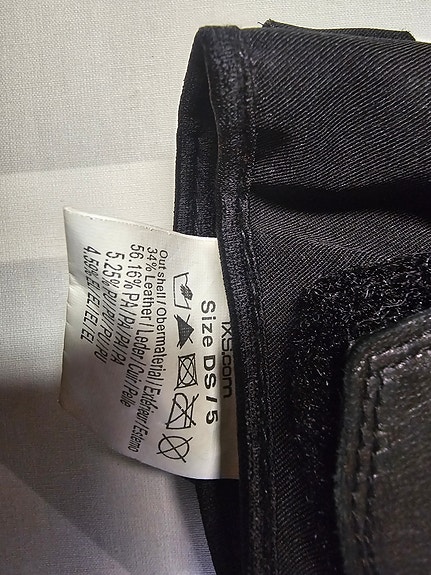 ixs.com
Size DS / 5
Outshell / Obermaterial / Extérieur / Esterno
34% Leather / Leder / Cuir / Pelle
56.16% PA / PA / PA / PA
5.25% PU / PU / PU / PU
4.59% EL / EL / EL / EL